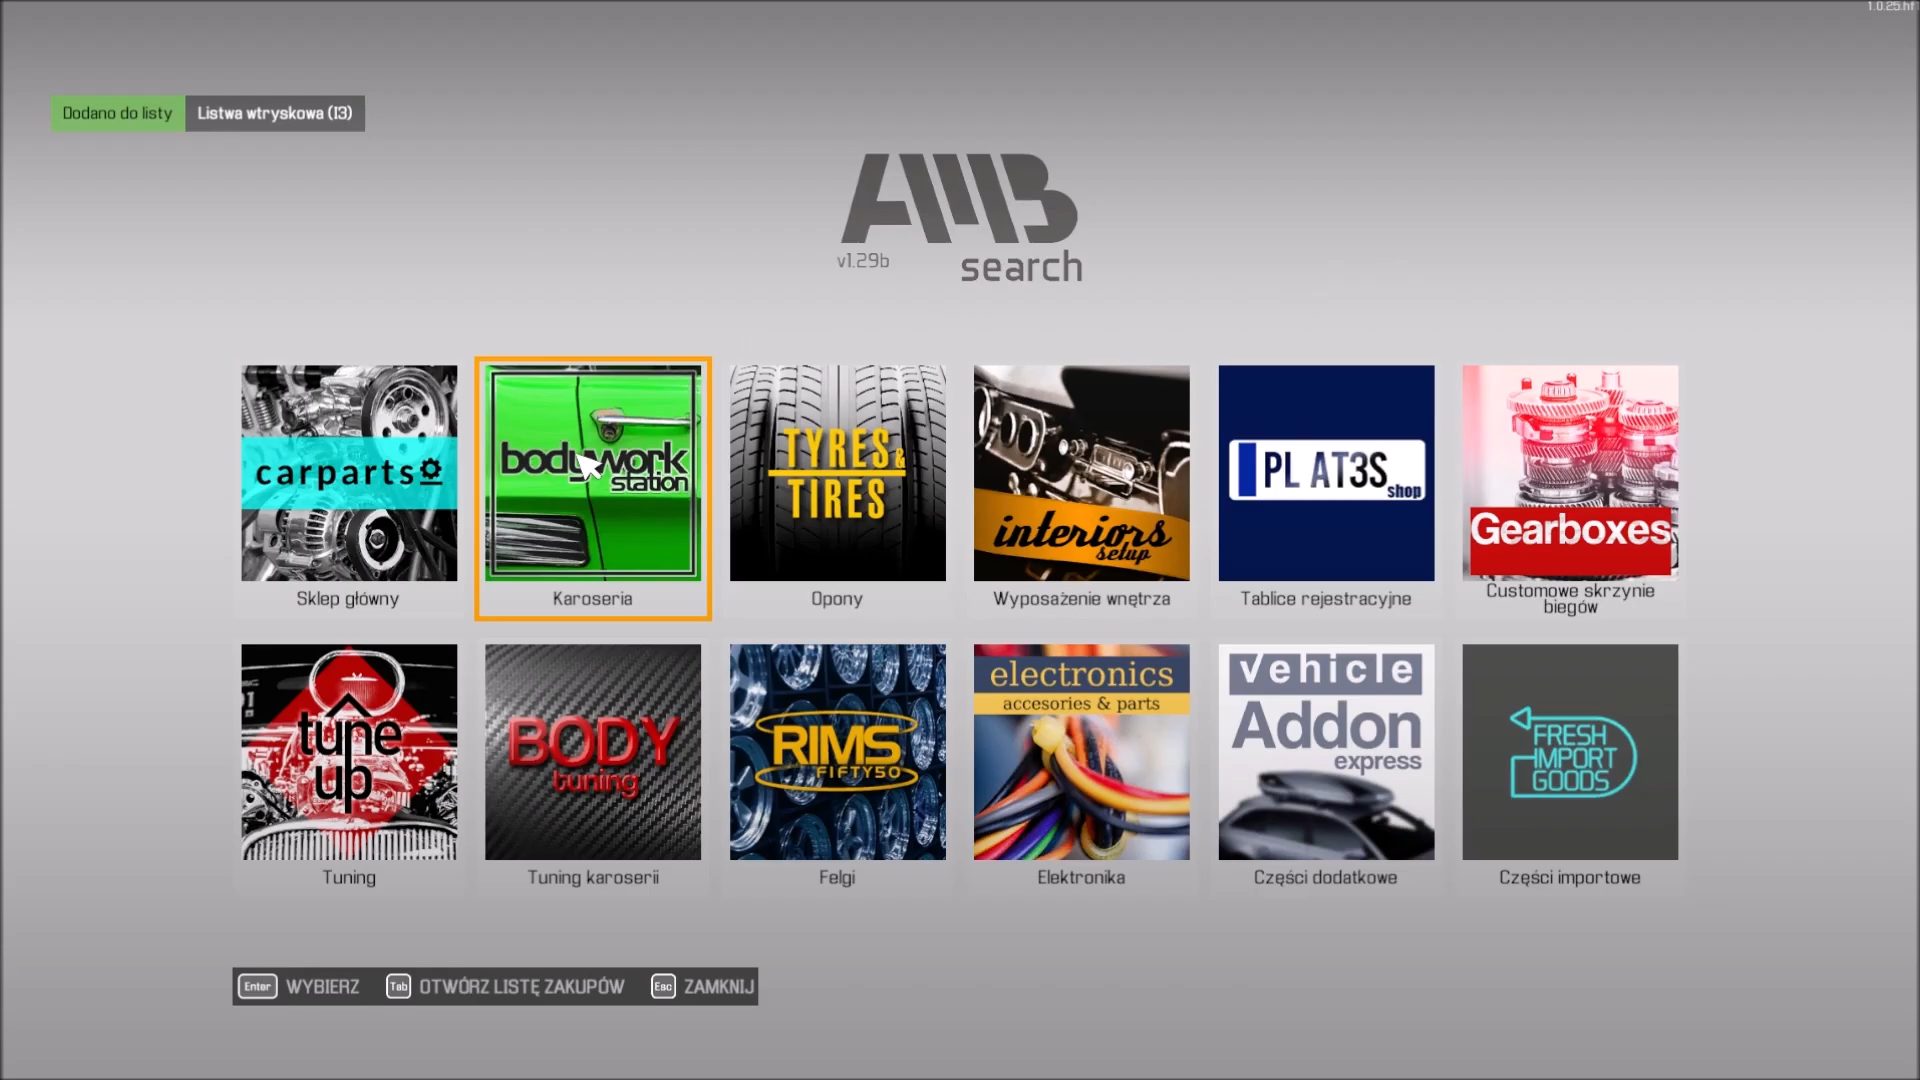 1.0.25.hf1
Dodano do listy Listwa wtryskowa (I3)
AMB
v1.29b search
carparts
bodywork
station
TYRES &
TIRES
interiors
setup
PL AT3S
shop
Gearboxes
Sklep główny
Karoseria
Opony
Wyposażenie wnętrza
Tablice rejestracyjne
Customowe skrzynie
biegów
tune
up
BODY
tuning
RIMS
FIFTY50
electronics
accesories & parts
vehicle
Addon
express
FRESH
IMPORT
GOODS
Tuning
Tuning karoserii
Felgi
Elektronika
Części dodatkowe
Części importowe
Enter WYBIERZ Tab OTWÓRZ LISTĘ ZAKUPÓW Esc ZAMKNIJ